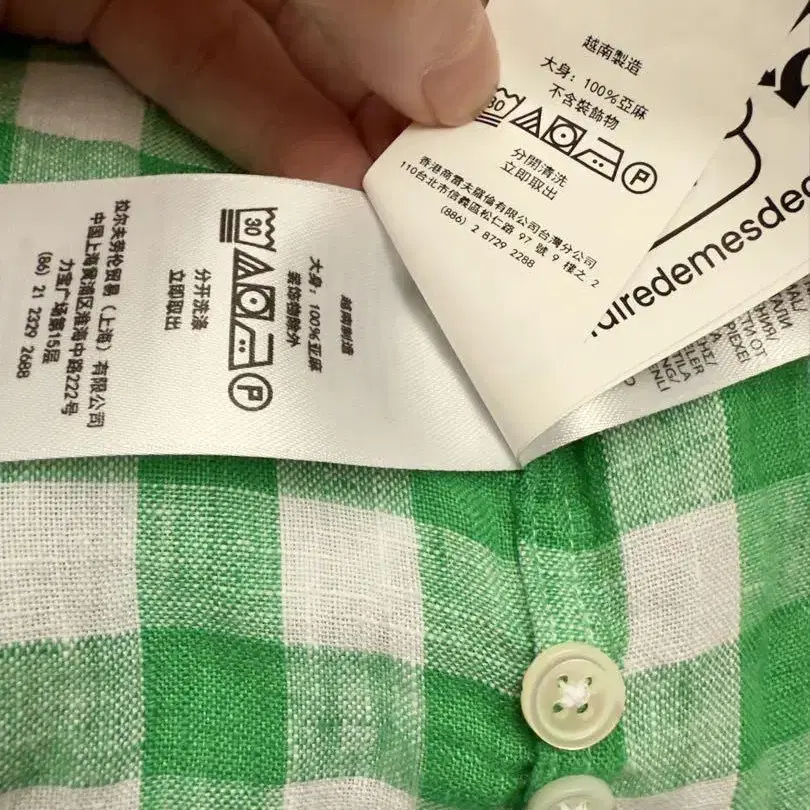 越南製造
大身: 100%亞麻
不含裝飾物
30
P
分開清洗
立即取出
香港商雷夫羅倫有限公司台灣分公司
110台北市信義區松仁路 97 號 9 樓之 2
(886) 2 8729 2288
越南制造
大身: 100%亚麻
装饰物除外
30
P
分开洗涤
立即取出
拉尔夫劳伦贸易 (上海) 有限公司
中国上海黄浦区淮海中路222号
力宝广场第15层
(86) 21 2329 2688